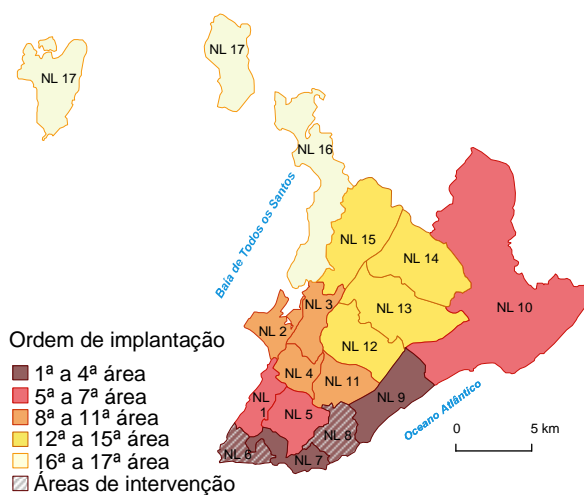 NL 17
NL 17
NL 16
Baía de Todos os Santos
NL 15
NL 14
NL 3
NL 13
NL 10
NL 2
NL 12
NL 4
NL 11
NL 9
NL
1
NL 5
NL 8
NL 6
NL 7
Oceano Atlântico
0 5 km
Ordem de implantação
1ª a 4ª área
5ª a 7ª área
8ª a 11ª área
12ª a 15ª área
16ª a 17ª área
Áreas de intervenção